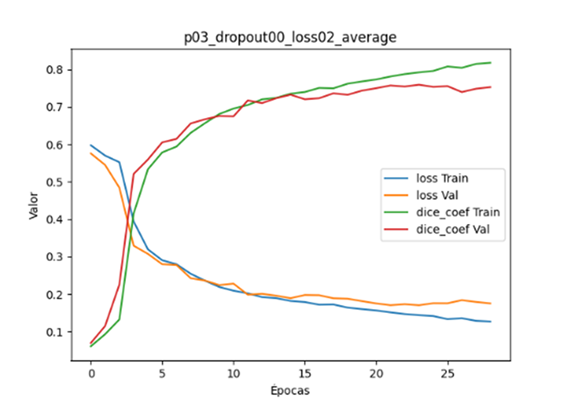 p03_dropout00_loss02_average
Valor
0.8
0.7
0.6
0.5
0.4
0.3
0.2
0.1
loss Train
loss Val
dice_coef Train
dice_coef Val
0 5 10 15 20 25
Épocas